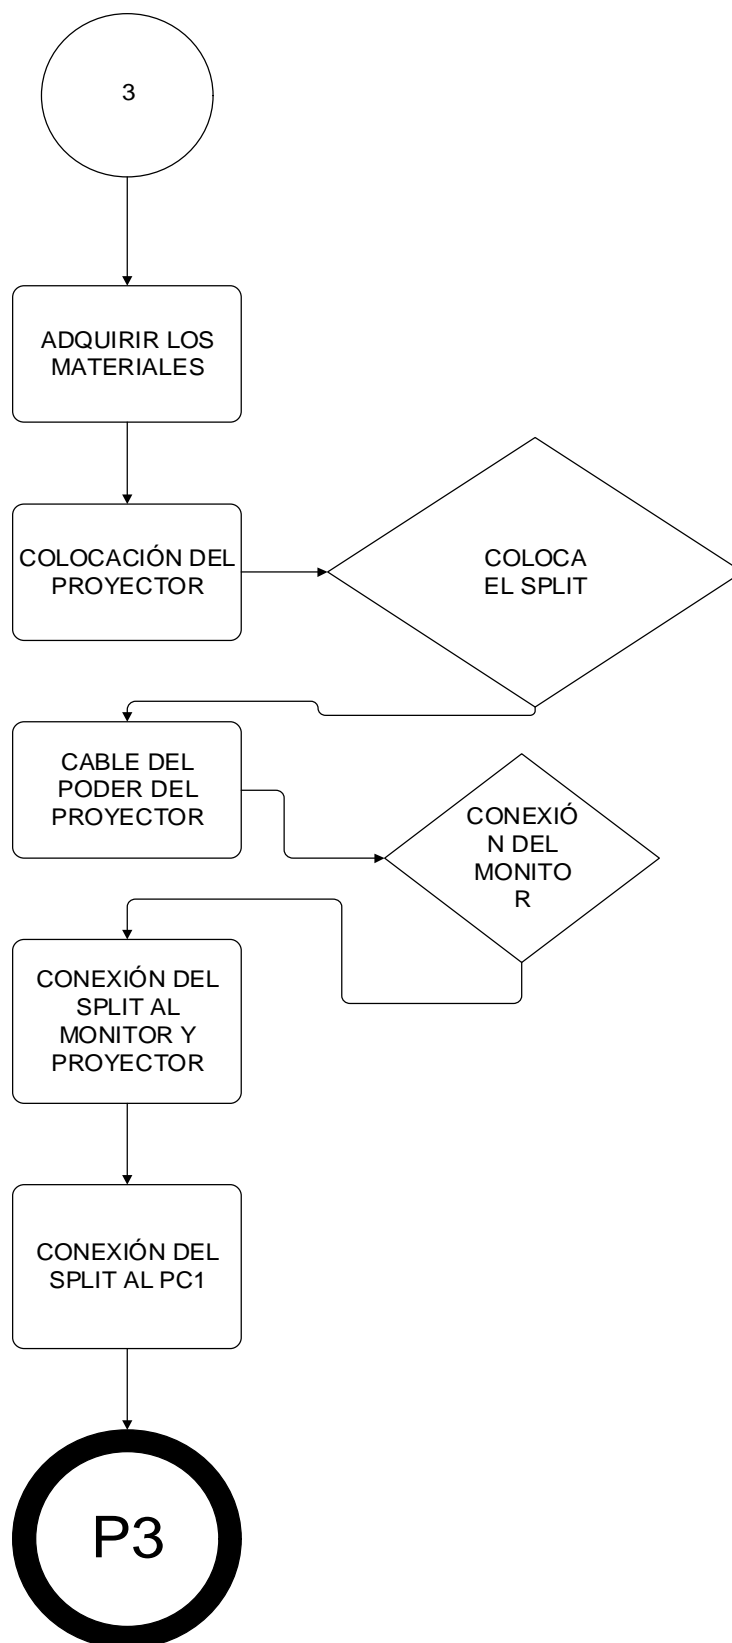 3
ADQUIRIR LOS
MATERIALES
COLOCACIÓN DEL
PROYECTOR
COLOCA
EL SPLIT
CABLE DEL
PODER DEL
PROYECTOR
CONEXIÓ
N DEL
MONITO
R
CONEXIÓN DEL
SPLIT AL
MONITOR Y
PROYECTOR
CONEXIÓN DEL
SPLIT AL PC1
P3